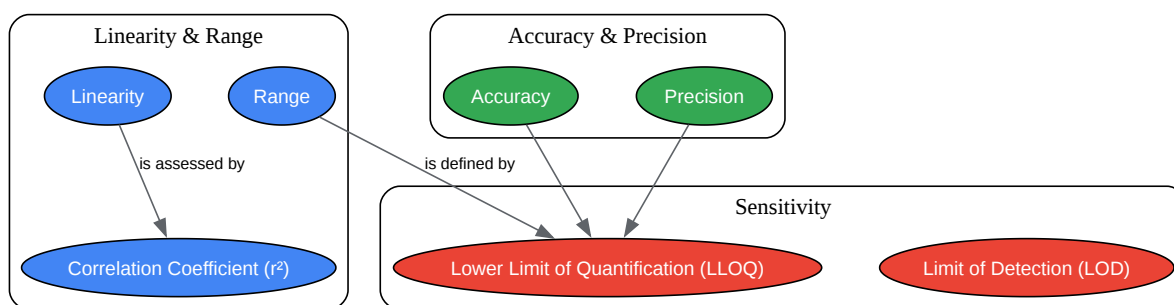 Linearity & Range
Accuracy & Precision
Linearity
Range
Accuracy
Precision
is assessed by
is defined by
Sensitivity
Correlation Coefficient (r²)
Lower Limit of Quantification (LLOQ)
Limit of Detection (LOD)